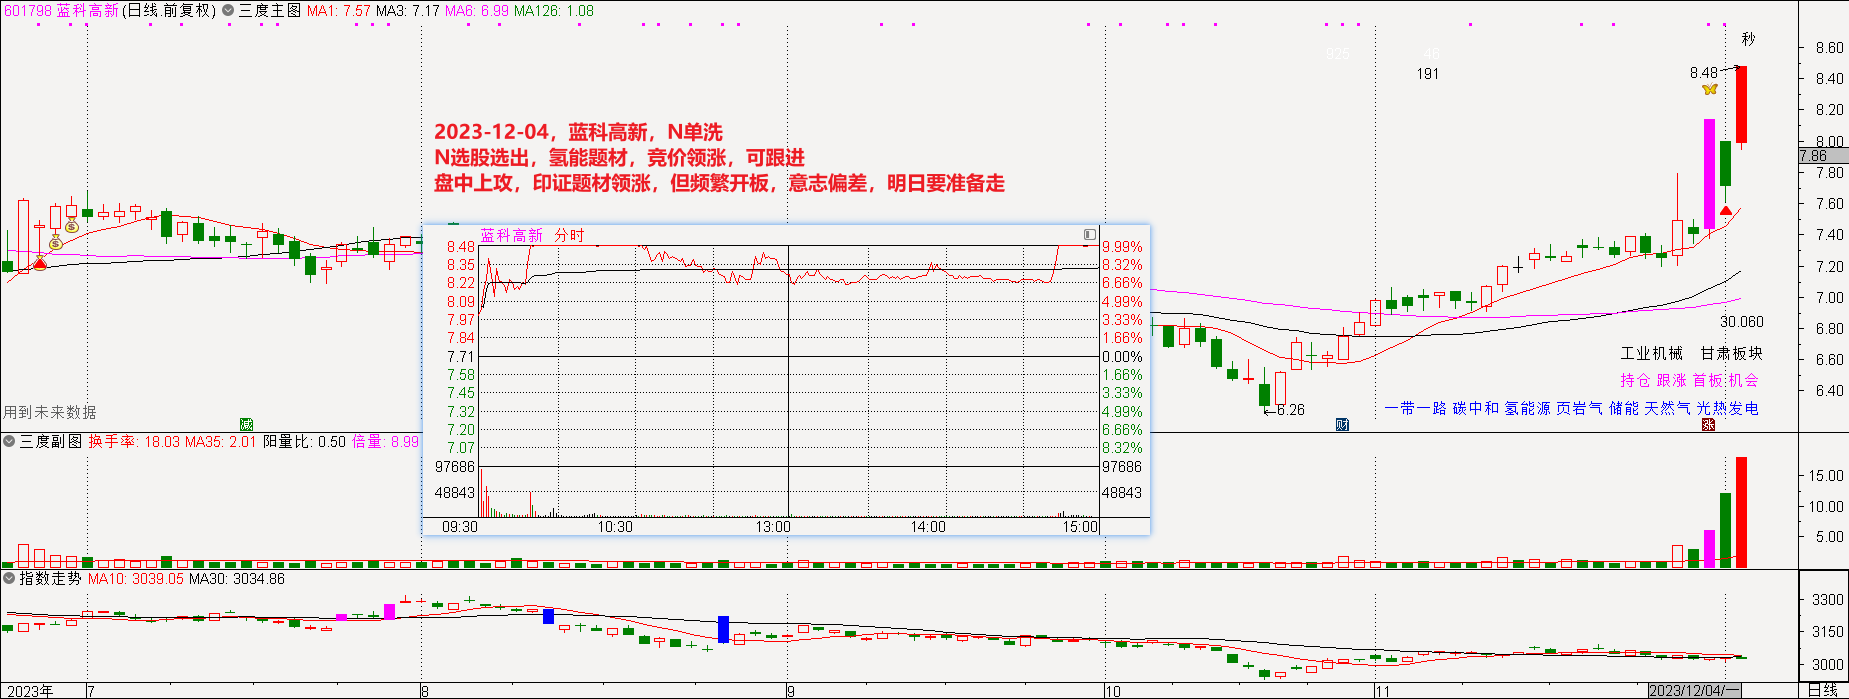 601798 蓝科高新(日线.前复权) 三度主图 MA1: 7.57 MA3: 7.17 MA6: 6.99 MA126: 1.08
秒
925
46
191
8.48
8.60
8.40
8.20
8.00
7.86
7.80
7.60
7.40
7.20
7.00
6.80
6.60
6.40
2023-12-04，蓝科高新，N单洗
N选股选出，氢能题材，竞价领涨，可跟进
盘中上攻，印证题材领涨，但频繁开板，意志偏差，明日要准备走
蓝科高新 分时
8.48 9.99%
8.35 8.32%
8.22 6.66%
8.09 4.99%
7.97 3.33%
7.84 1.66%
7.71 0.00%
7.58 1.66%
7.45 3.33%
7.32 4.99%
7.20 6.66%
7.07 8.32%
97686 97686
48843 48843
09:30 10:30 13:00 14:00 15:00
←6.26
30.060
工业机械 甘肃板块
持仓 跟涨 首板 机会
一带一路 碳中和 氢能源 页岩气 储能 天然气 光热发电
用到未来数据
减
财
涨
三度副图 换手率: 18.03 MA35: 2.01 阳量比: 0.50 倍量: 8.99
15.00
10.00
5.00
指数走势 MA10: 3039.05 MA30: 3034.86
3300
3150
3000
2023年 7 8 9 10 11 2023/12/04/一 日线